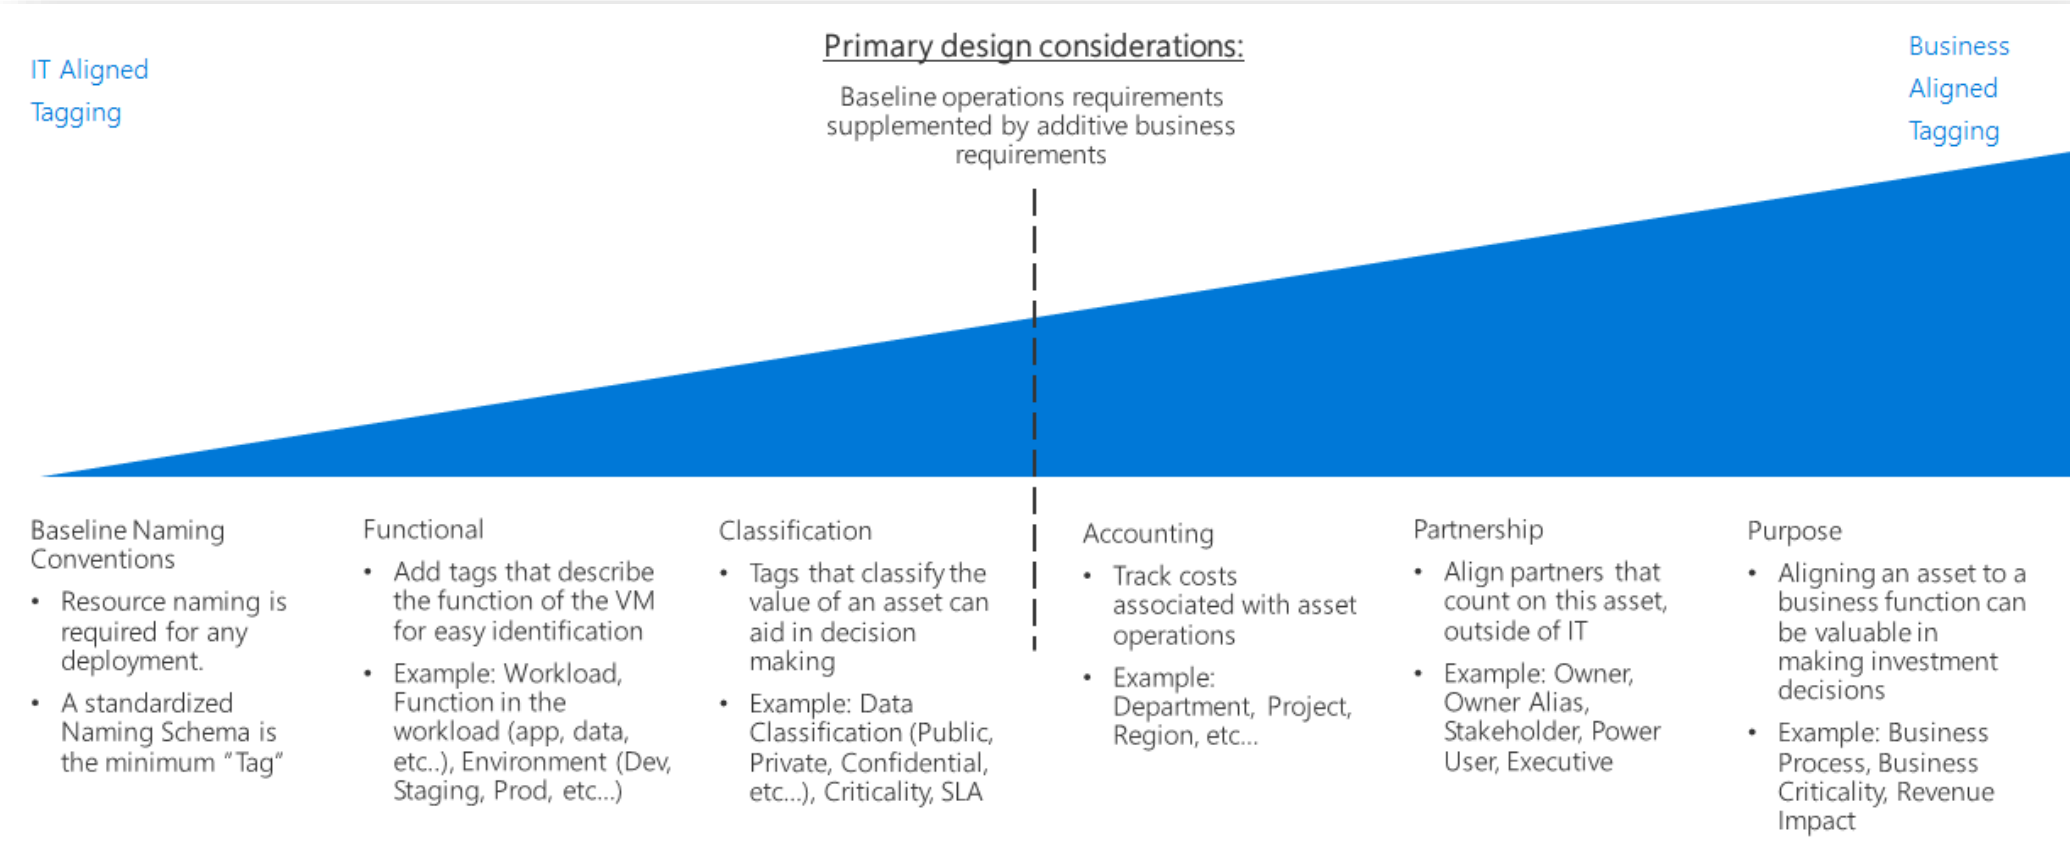 IT Aligned
Tagging
Primary design considerations:
Baseline operations requirements
supplemented by additive business
requirements
Business
Aligned
Tagging
Baseline Naming
Conventions
• Resource naming is
required for any
deployment.
• A standardized
Naming Schema is
the minimum “Tag”
Functional
• Add tags that describe
the function of the VM
for easy identification
• Example: Workload,
Function in the
workload (app, data,
etc..), Environment (Dev,
Staging, Prod, etc...)
Classification
• Tags that classify the
value of an asset can
aid in decision
making
• Example: Data
Classification (Public,
Private, Confidential,
etc...), Criticality, SLA
Accounting
• Track costs
associated with asset
operations
• Example:
Department, Project,
Region, etc...
Partnership
• Align partners that
count on this asset,
outside of IT
• Example: Owner,
Owner Alias,
Stakeholder, Power
User, Executive
Purpose
• Aligning an asset to a
business function can
be valuable in
making investment
decisions
• Example: Business
Process, Business
Criticality, Revenue
Impact